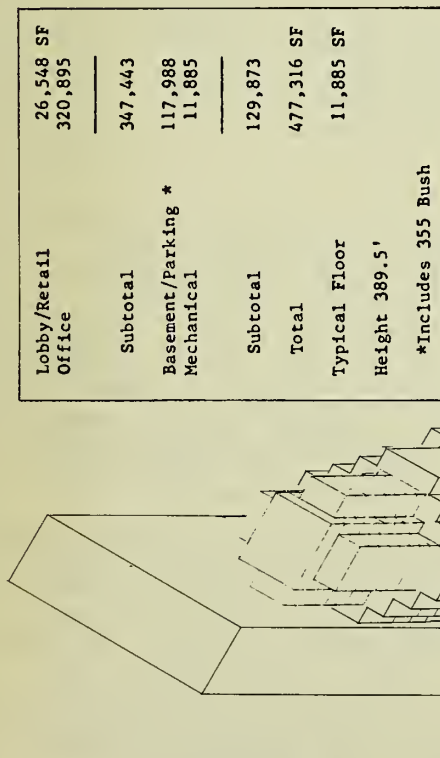 Lobby/Retail 26,548 SF
Office 320,895
Subtotal 347,443
Basement/Parking * 117,988
Mechanical 11,885
Subtotal 129,873
Total 477,316 SF
Typical Floor 11,885 SF
Height 389.5'
*Includes 355 Bush